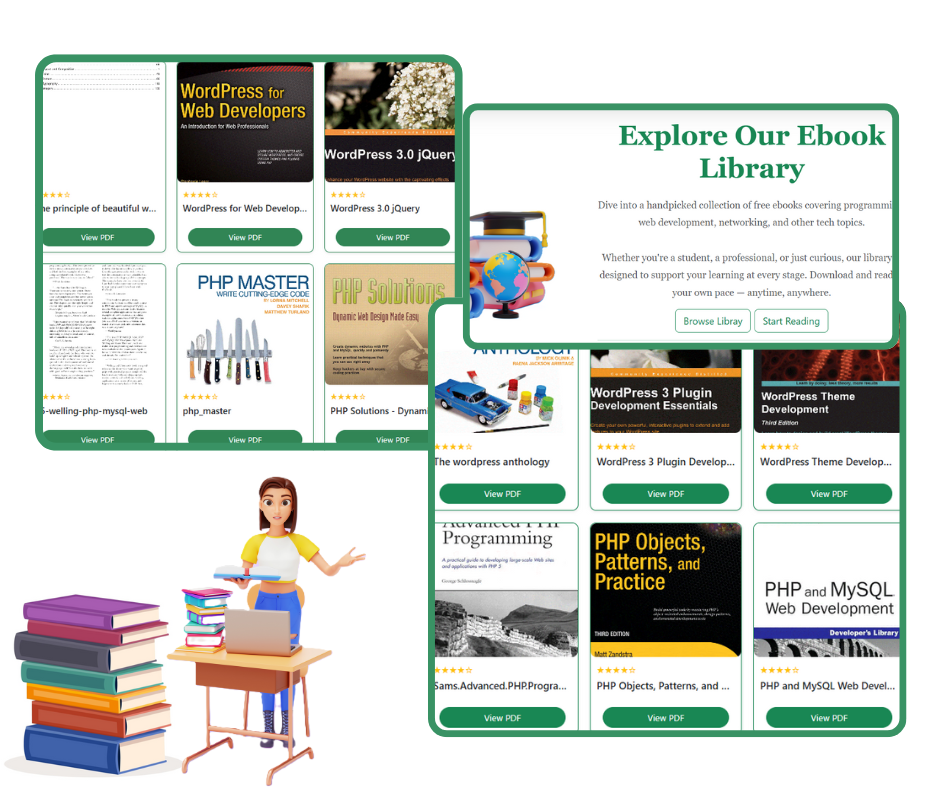 WordPress for
Web Developers
An Introduction for Web Professionals
WordPress 3.0 jQuery
★★★★☆
★★★★☆
★★★★☆
he principle of beautiful w...
WordPress for Web Develop...
WordPress 3.0 jQuery
View PDF
View PDF
View PDF
PHP MASTER
WRITE CUTTING-EDGE CODE
BY LORNA MITCHELL
DAVEY SHAFIK
MATTHEW TURLAND
PHP Solutions
Dynamic Web Design Made Easy
★★★★☆
★★★★☆
★★★★☆
5-welling-php-mysql-web
php_master
PHP Solutions - Dynami
View PDF
View PDF
View PDF
Explore Our Ebook
Library
Dive into a handpicked collection of free ebooks covering programmi
web development, networking, and other tech topics.
Whether you're a student, a professional, or just curious, our library
designed to support your learning at every stage. Download and read
your own pace — anytime, anywhere.
Browse Libray
Start Reading
ANTHOLOGY
WordPress 3 Plugin
Development Essentials
WordPress Theme
Development
Third Edition
★★★★☆
★★★★☆
★★★★☆
The wordpress anthology
WordPress 3 Plugin Develop...
WordPress Theme Develop...
View PDF
View PDF
View PDF
Advanced PHP
Programming
A practical guide to developing large-scale Web sites
and applications with PHP 5
George Schlossnagle
PHP Objects,
Patterns, and
Practice
THIRD EDITION
Matt Zandstra
PHP and MySQL
Web Development
Developer's Library
★★★★☆
★★★★☆
★★★★☆
Sams.Advanced.PHP.Progra...
PHP Objects, Patterns, and ...
PHP and MySQL Web Devel...
View PDF
View PDF
View PDF